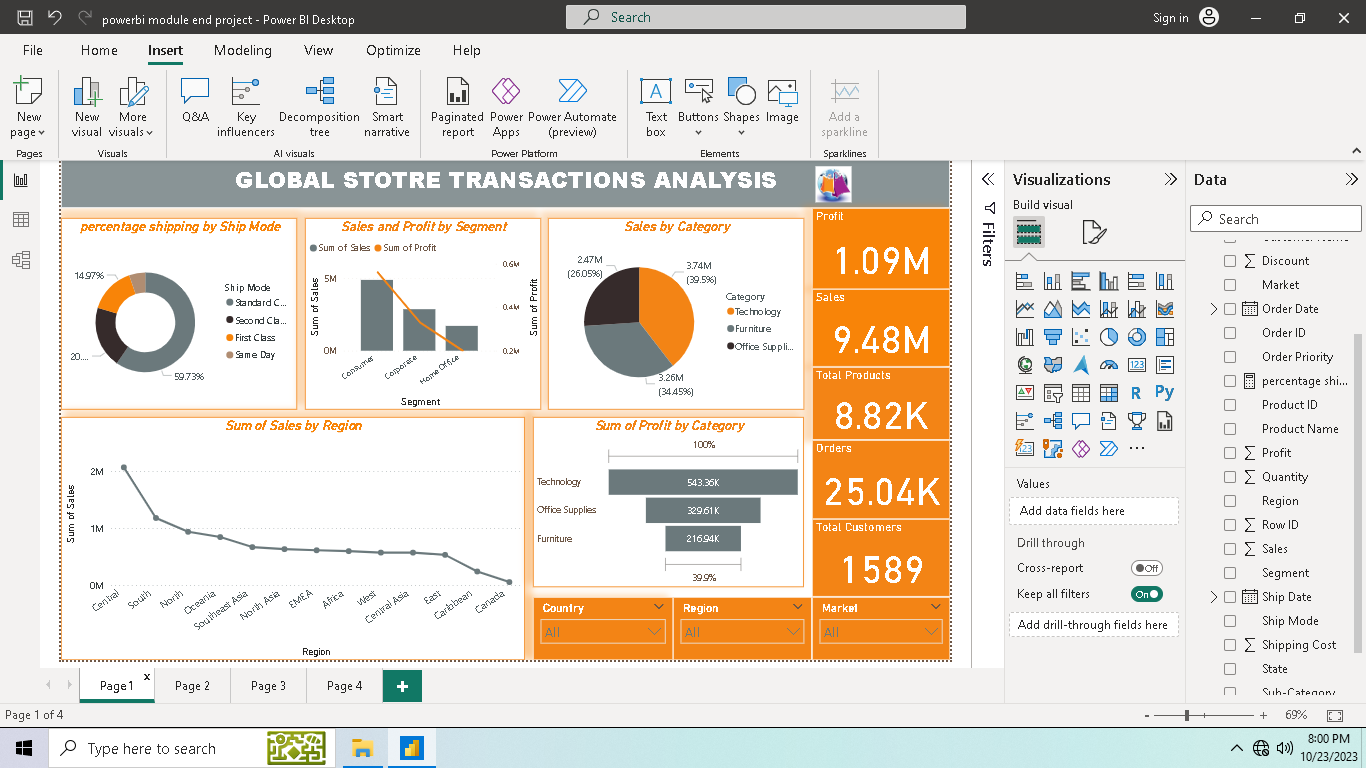 powerbi module end project - Power BI Desktop
Search
Sign in
File Home Insert Modeling View Optimize Help
New page
New visual
More visuals
Q&A
Key influencers
Decomposition tree
Smart narrative
Paginated report
Power Apps
Power Automate (preview)
Text box
Buttons
Shapes
Image
Add a sparkline
Pages
Visuals
AI visuals
Power Platform
Elements
Sparklines
GLOBAL STOTRE TRANSACTIONS ANALYSIS
percentage shipping by Ship Mode
14.97%
20....
59.73%
Ship Mode
Standard C...
Second Cla...
First Class
Same Day
Sales and Profit by Segment
Sum of Sales Sum of Profit
Sum of Sales
5M
0M
0.6M
0.4M
0.2M
Sum of Profit
Consumer
Corporate
Home Office
Segment
Sales by Category
2.47M
(26.05%)
3.74M
(39.5%)
3.26M
(34.45%)
Category
Technology
Furniture
Office Suppli...
Profit
1.09M
Sales
9.48M
Total Products
8.82K
Orders
25.04K
Total Customers
1589
Sum of Sales by Region
Sum of Sales
2M
1M
0M
Central
South
North
Oceania
Southeast Asia
North Asia
EMEA
Africa
West
Central Asia
East
Caribbean
Canada
Region
Sum of Profit by Category
100%
Technology 543.36K
Office Supplies 329.61K
Furniture 216.94K
39.9%
Country
All
Region
All
Market
All
Filters
Visualizations
Build visual
R Py
123
...
Values
Add data fields here
Drill through
Cross-report Off
Keep all filters On
Add drill-through fields here
Data
Search
Customer Name
Discount
Market
Order Date
Order ID
Order Priority
percentage shi...
Product ID
Product Name
Profit
Quantity
Region
Row ID
Sales
Segment
Ship Date
Ship Mode
Shipping Cost
State
Sub-Category
Page1 x
Page 2
Page 3
Page 4
+
Page 1 of 4
- + 69%
Type here to search
8:00 PM
10/23/2023